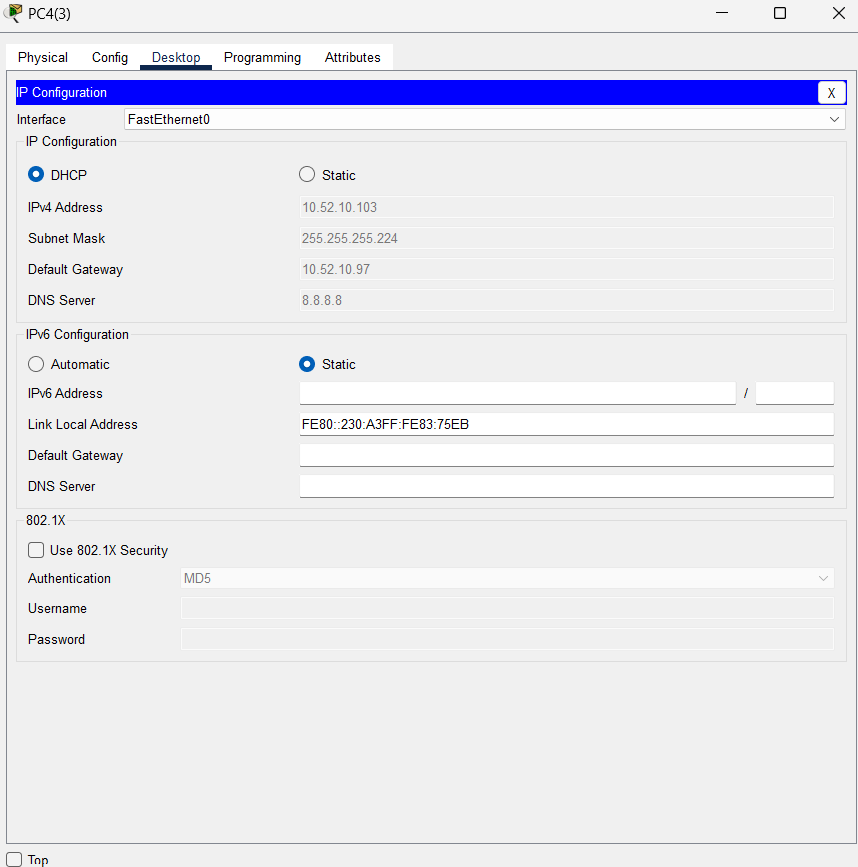 PC4(3)
Physical Config Desktop Programming Attributes
IP Configuration X
Interface FastEthernet0
IP Configuration
DHCP Static
IPv4 Address 10.52.10.103
Subnet Mask 255.255.255.224
Default Gateway 10.52.10.97
DNS Server 8.8.8.8
IPv6 Configuration
Automatic Static
IPv6 Address /
Link Local Address FE80::230:A3FF:FE83:75EB
Default Gateway
DNS Server
802.1X
Use 802.1X Security
Authentication MD5
Username
Password
Top